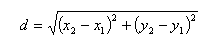 d = √((x₂ − x₁)² + (y₂ − y₁)²)